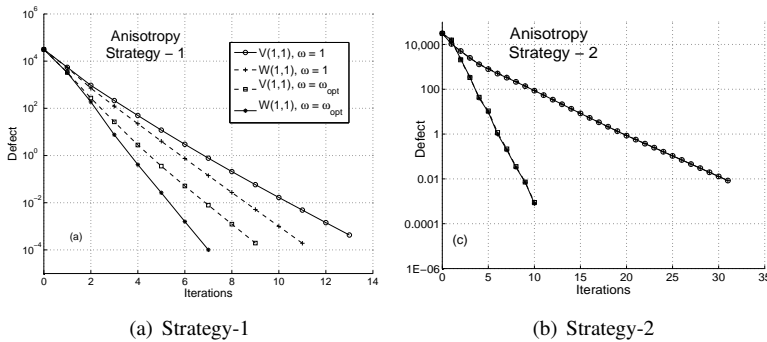 Anisotropy
Strategy – 1
V(1,1), ω = 1
W(1,1), ω = 1
V(1,1), ω = ωopt
W(1,1), ω = ωopt
10^6
10^4
10^2
10^0
10^−2
10^−4
Defect
(a)
0 2 4 6 8 10 12 14
Iterations
(a) Strategy-1
Anisotropy
Strategy – 2
10,000
100
1
0.01
0.0001
1E−06
Defect
(c)
0 5 10 15 20 25 30 35
Iterations
(b) Strategy-2